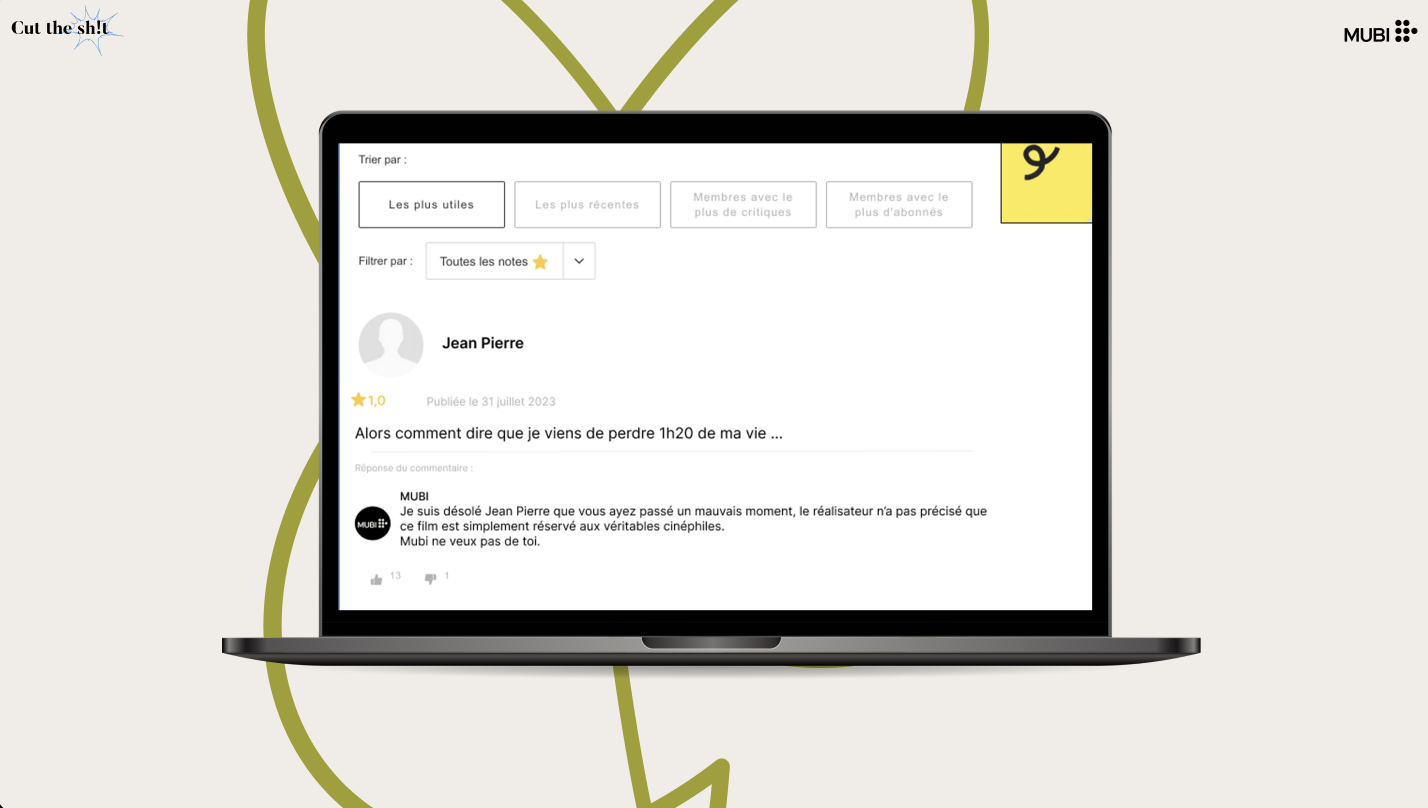 Cut the sh!t
MUBI
Trier par :
Les plus utiles
Les plus récentes
Membres avec le
plus de critiques
Membres avec le
plus d'abonnés
Filtrer par :
Toutes les notes
Jean Pierre
1,0
Publiée le 31 juillet 2023
Alors comment dire que je viens de perdre 1h20 de ma vie ...
Réponse du commentaire :
MUBI
Je suis désolé Jean Pierre que vous ayez passé un mauvais moment, le réalisateur n'a pas précisé que
ce film est simplement réservé aux véritables cinéphiles.
Mubi ne veux pas de toi.
MUBI
13
1